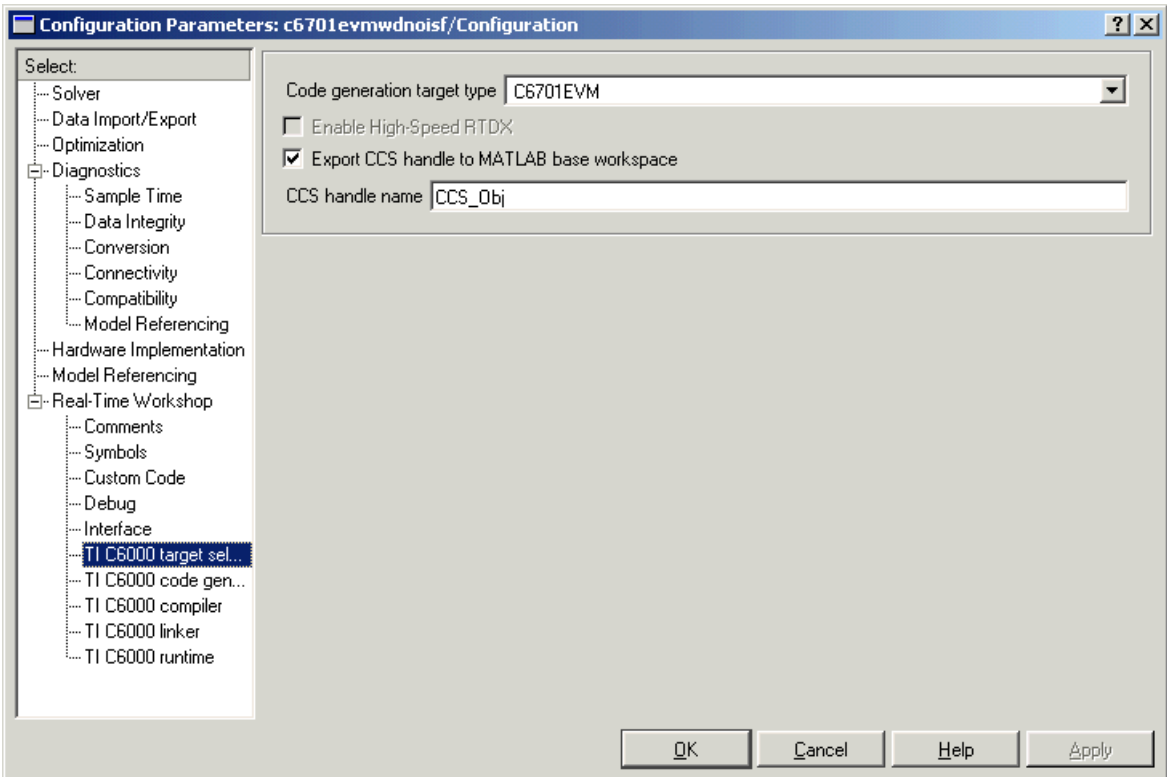 Configuration Parameters: c6701evmwdnoisf/Configuration
Select:
Solver
Data Import/Export
Optimization
Diagnostics
Sample Time
Data Integrity
Conversion
Connectivity
Compatibility
Model Referencing
Hardware Implementation
Model Referencing
Real-Time Workshop
Comments
Symbols
Custom Code
Debug
Interface
TI C6000 target sel...
TI C6000 code gen...
TI C6000 compiler
TI C6000 linker
TI C6000 runtime
Code generation target type C6701EVM
Enable High-Speed RTDX
Export CCS handle to MATLAB base workspace
CCS handle name CCS_Obj
OK Cancel Help Apply